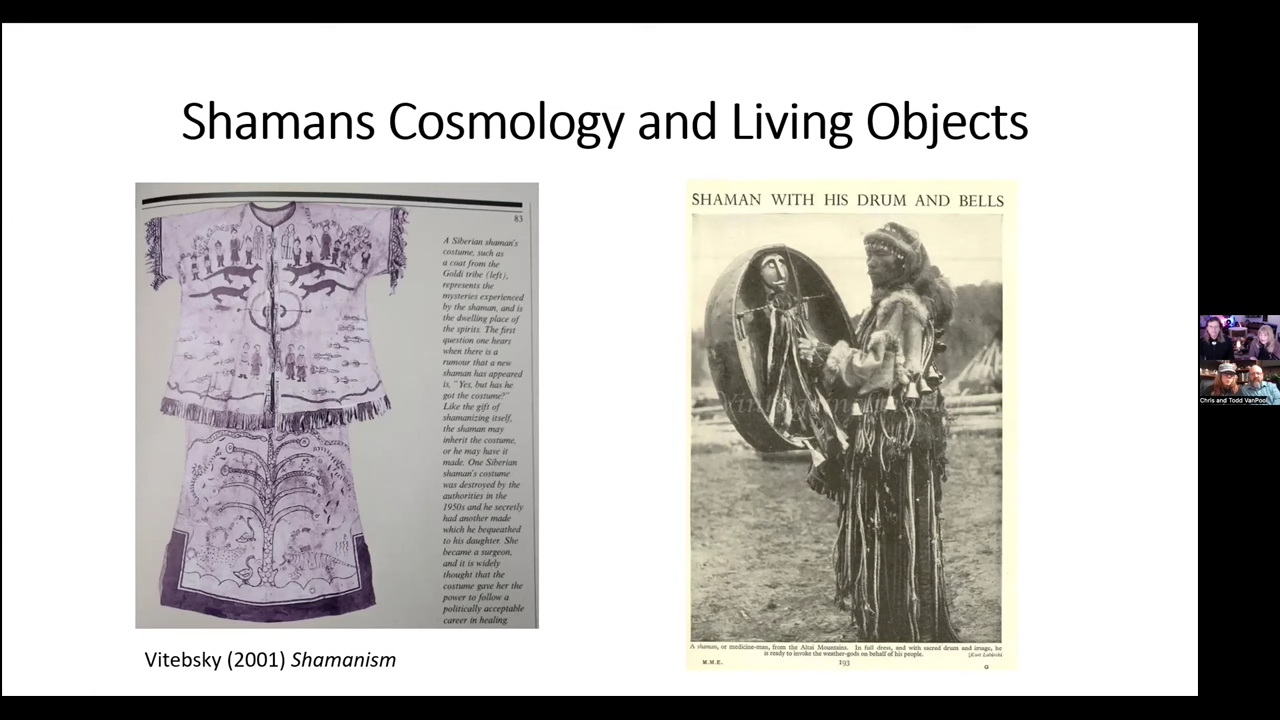 Shamans Cosmology and Living Objects
83
A Siberian shaman's
costume, such as
a coat from the
Goldi tribe (left),
represents the
mysteries experienced
by the shaman, and is
the dwelling place of
the spirits. The first
question one hears
when there is a
rumour that a new
shaman has appeared
is, "Yes, but has he
got the costume?"
Like the gift of
shamanizing itself,
the shaman may
inherit the costume,
or he may have it
made. One Siberian
shaman's costume
was destroyed by the
authorities in the
1950s and he secretly
had another made
which he bequeathed
to his daughter. She
became a surgeon,
and it is widely
thought that the
costume gave her the
power to follow a
politically acceptable
career in healing
Vitebsky (2001) Shamanism
SHAMAN WITH HIS DRUM AND BELLS
A shaman, or medicine-man, from the Altai Mountains. In full dress, and with sacred drum and image, he
is ready to invoke the weather-gods on behalf of his people.
M.M.E.
193
G
Chris and Todd VanPool